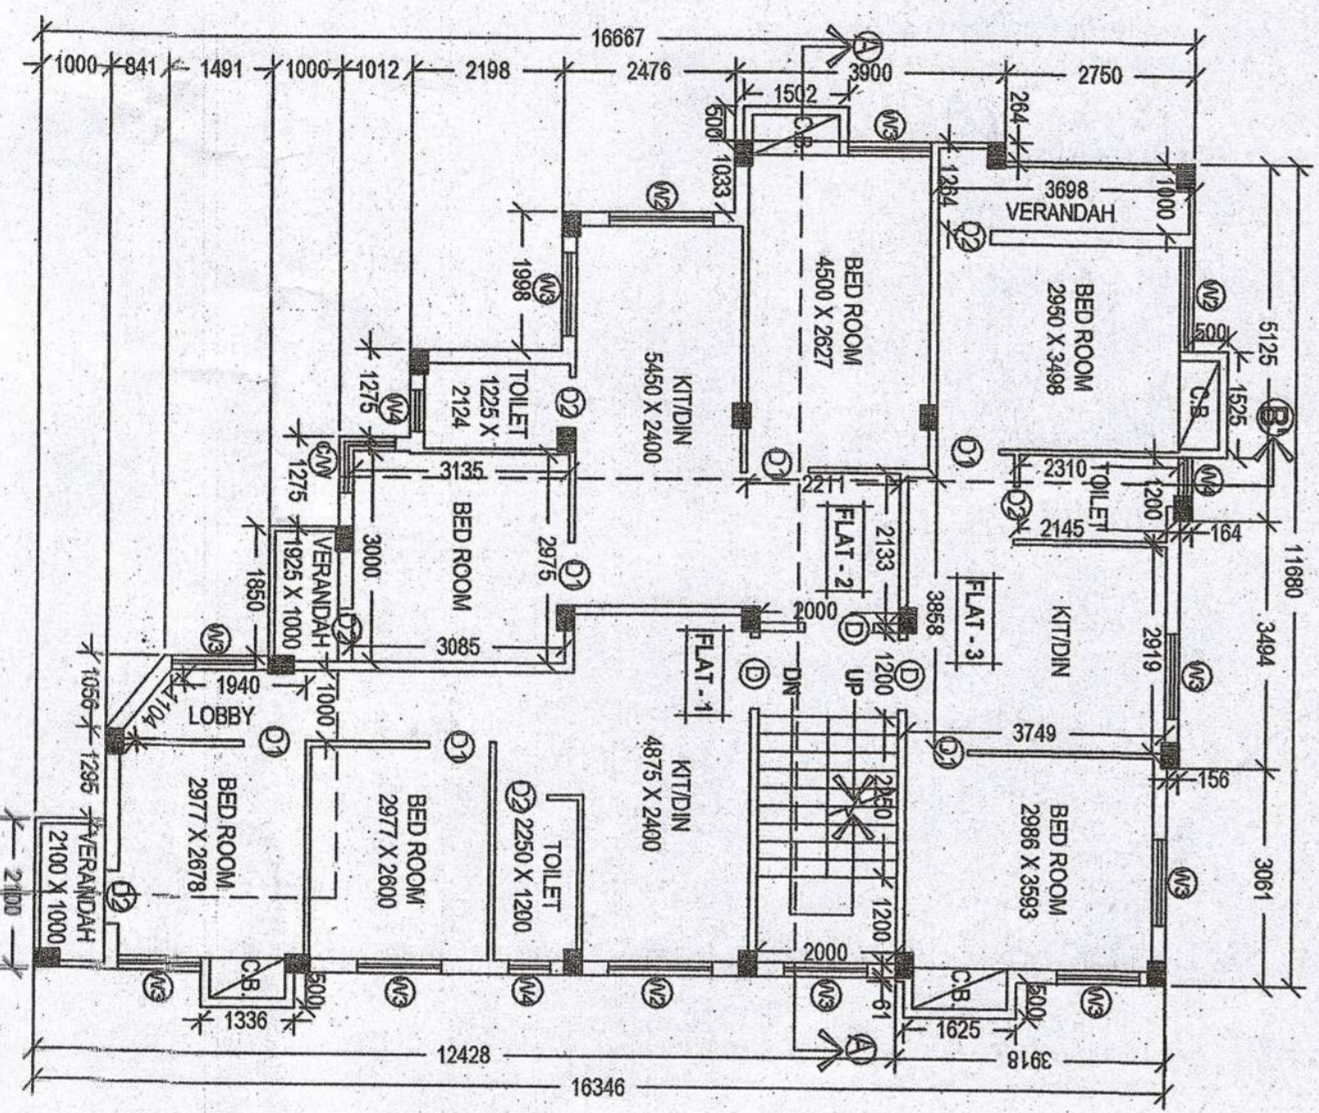 16667
1000
841
1491
1000
1012
2198
2476
3900
2750
A
1502
500
C.B.
W3
264
1033
1264
3698
VERANDAH
1000
W2
D2
1998
W3
BED ROOM
4500 X 2627
BED ROOM
2950 X 3498
W2
500
5125
KIT/DIN
5450 X 2400
1275
W4
TOILET
1225 X
2124
D2
C.B.
1525
B'
C/W
3135
D1
2211
D1
2310
TOILET
1200
W4
1275
BED ROOM
3000
2975
FLAT - 2
2133
D2
2145
164
11680
VERANDAH
1925 X 1000
1850
D1
D2
3085
2000
D
3858
FLAT - 3
KIT/DIN
2919
3494
W3
W3
1940
1000
1056
1104
LOBBY
FLAT - 1
D
DN
UP
1200
D
D1
D1
3749
D1
156
1295
BED ROOM
2977 X 2678
BED ROOM
2977 X 2600
D2
TOILET
2250 X 1200
KIT/DIN
4875 X 2400
2250
BED ROOM
2986 X 3593
W3
3061
2100
VERANDAH
2100 X 1000
D2
2000
1200
W3
C.B.
500
W3
W4
W2
W3
61
C.B.
500
W3
1336
1625
A
12428
3918
16346